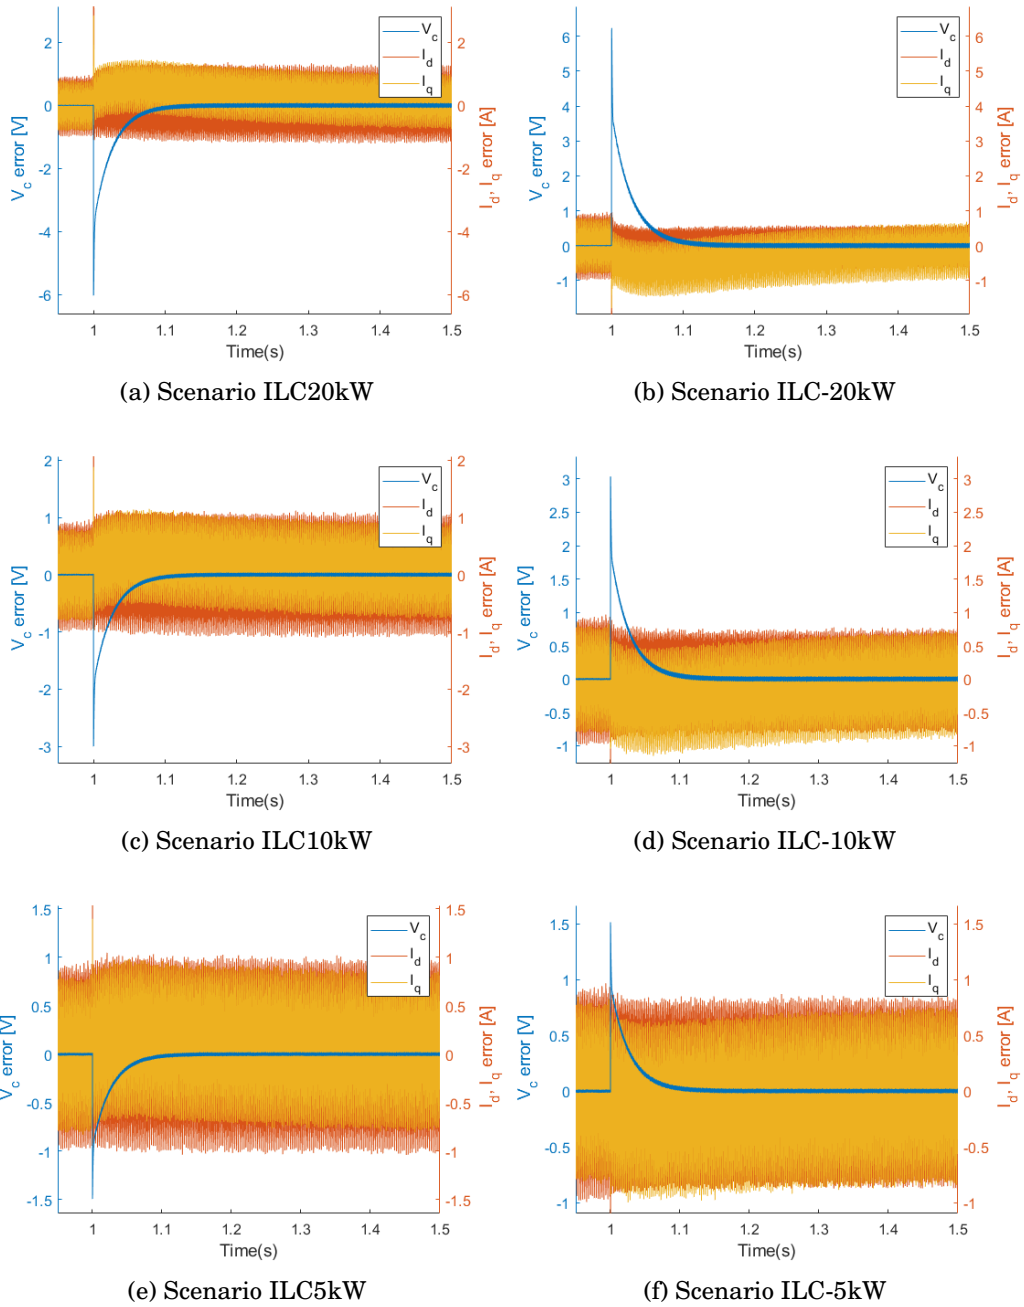 2
0
-2
-4
-6
V_c error [V]
2
0
-2
-4
-6
I_d, I_q error [A]
V_c
I_d
I_q
1
1.1
1.2
1.3
1.4
1.5
Time(s)
(a) Scenario ILC20kW
6
5
4
3
2
1
0
-1
V_c error [V]
6
5
4
3
2
1
0
-1
I_d, I_q error [A]
V_c
I_d
I_q
1
1.1
1.2
1.3
1.4
1.5
Time(s)
(b) Scenario ILC-20kW
2
1
0
-1
-2
-3
V_c error [V]
2
1
0
-1
-2
-3
I_d, I_q error [A]
V_c
I_d
I_q
1
1.1
1.2
1.3
1.4
1.5
Time(s)
(c) Scenario ILC10kW
3
2.5
2
1.5
1
0.5
0
-0.5
-1
V_c error [V]
3
2.5
2
1.5
1
0.5
0
-0.5
-1
I_d, I_q error [A]
V_c
I_d
I_q
1
1.1
1.2
1.3
1.4
1.5
Time(s)
(d) Scenario ILC-10kW
1.5
1
0.5
0
-0.5
-1
-1.5
V_c error [V]
1.5
1
0.5
0
-0.5
-1
-1.5
I_d, I_q error [A]
V_c
I_d
I_q
1
1.1
1.2
1.3
1.4
1.5
Time(s)
(e) Scenario ILC5kW
1.5
1
0.5
0
-0.5
-1
V_c error [V]
1.5
1
0.5
0
-0.5
-1
I_d, I_q error [A]
V_c
I_d
I_q
1
1.1
1.2
1.3
1.4
1.5
Time(s)
(f) Scenario ILC-5kW